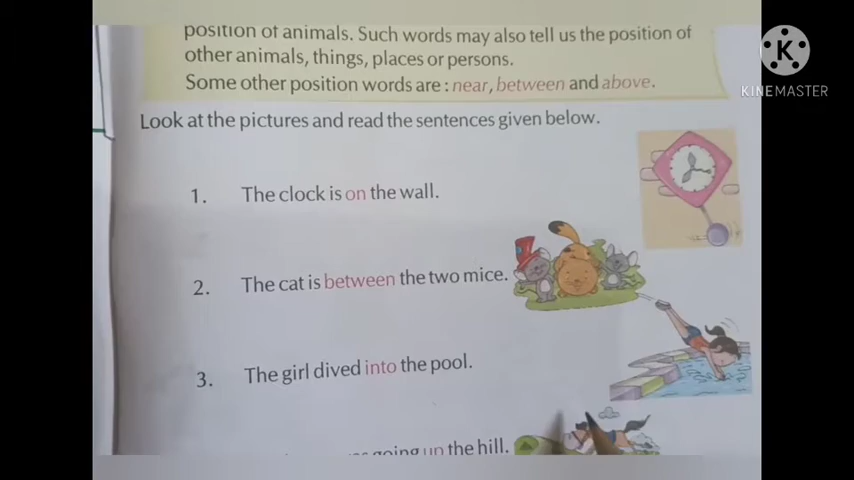 position of animals. Such words may also tell us the position of
other animals, things, places or persons.
Some other position words are : near, between and above.
Look at the pictures and read the sentences given below.
1. The clock is on the wall.
2. The cat is between the two mice.
3. The girl dived into the pool.
going up the hill.
K
KINEMASTER